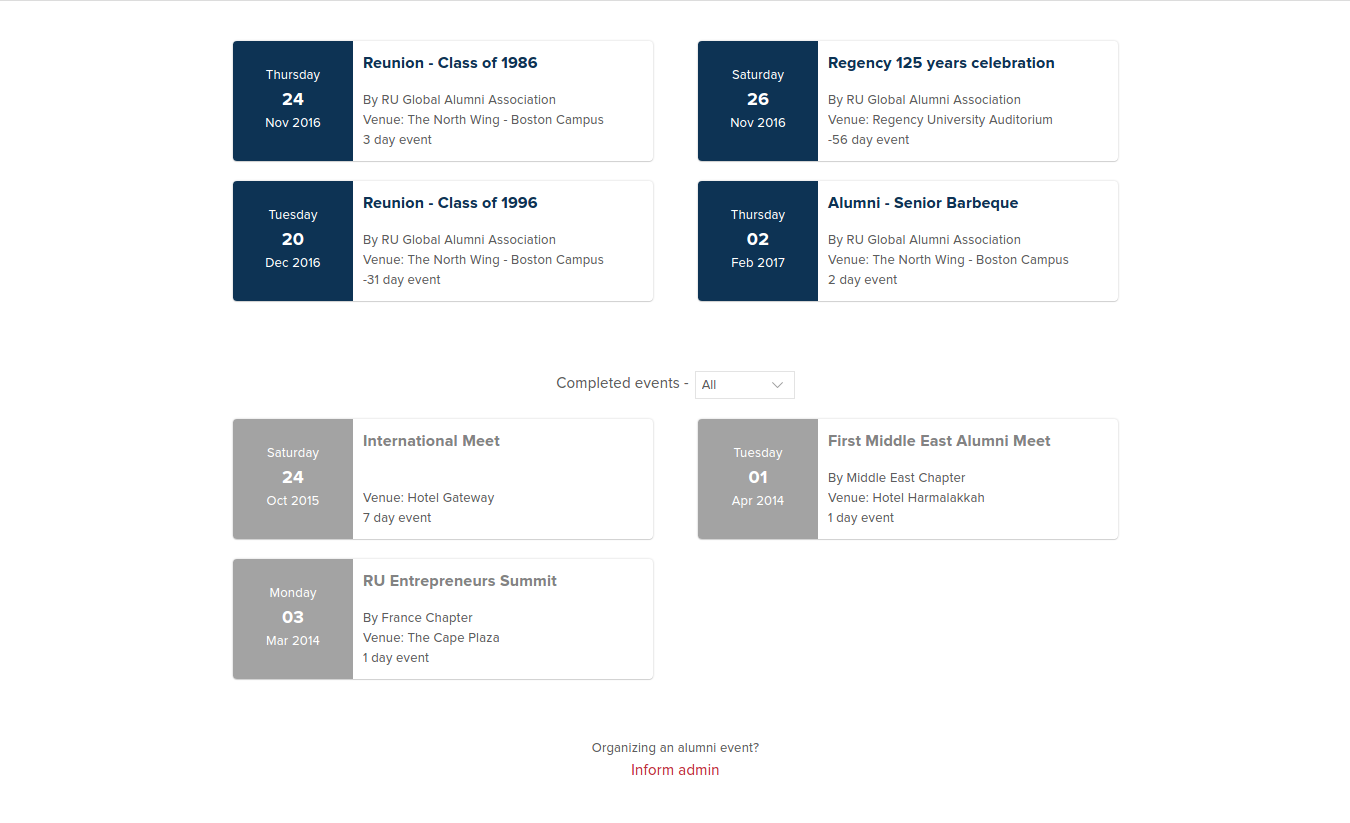 Thursday
24
Nov 2016
Reunion - Class of 1986
By RU Global Alumni Association
Venue: The North Wing - Boston Campus
3 day event
Saturday
26
Nov 2016
Regency 125 years celebration
By RU Global Alumni Association
Venue: Regency University Auditorium
-56 day event
Tuesday
20
Dec 2016
Reunion - Class of 1996
By RU Global Alumni Association
Venue: The North Wing - Boston Campus
-31 day event
Thursday
02
Feb 2017
Alumni - Senior Barbeque
By RU Global Alumni Association
Venue: The North Wing - Boston Campus
2 day event
Completed events - All
Saturday
24
Oct 2015
International Meet
Venue: Hotel Gateway
7 day event
Tuesday
01
Apr 2014
First Middle East Alumni Meet
By Middle East Chapter
Venue: Hotel Harmalakkah
1 day event
Monday
03
Mar 2014
RU Entrepreneurs Summit
By France Chapter
Venue: The Cape Plaza
1 day event
Organizing an alumni event?
Inform admin